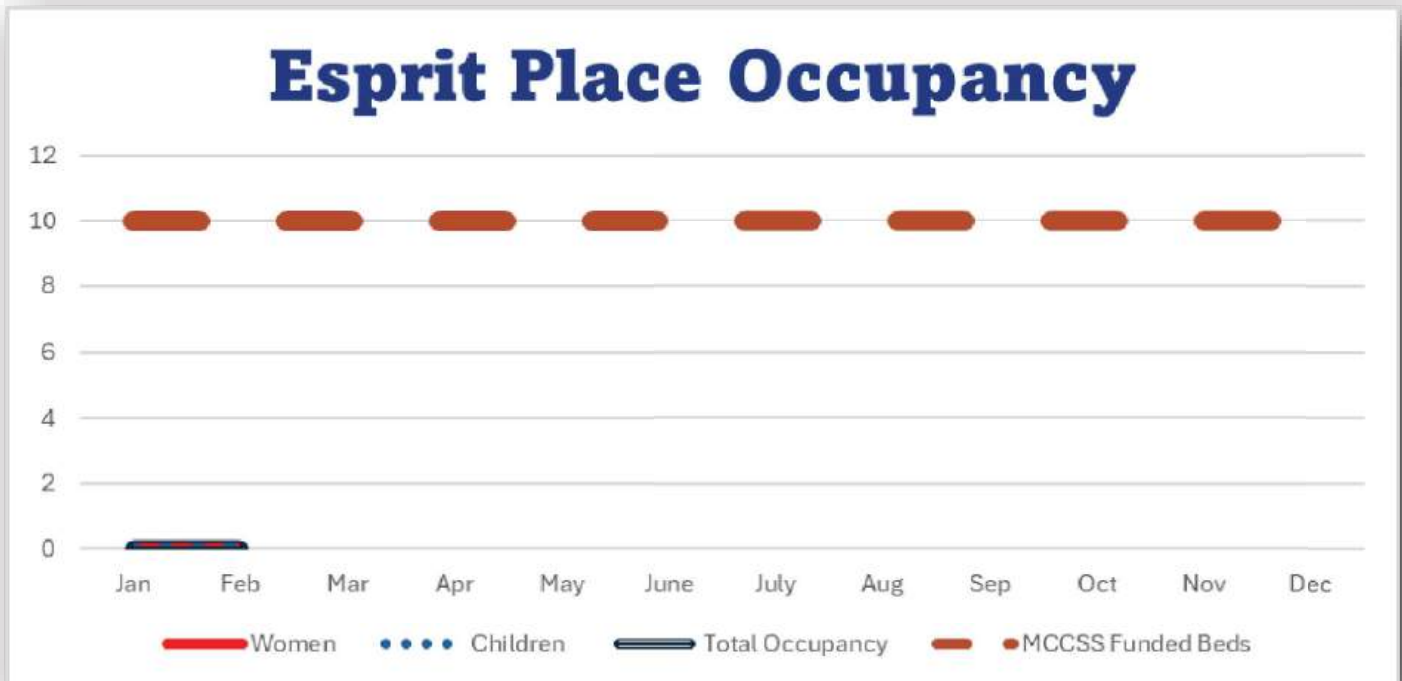 Esprit Place Occupancy
12
10
8
6
4
2
0
Jan Feb Mar Apr May June July Aug Sep Oct Nov Dec
Women Children Total Occupancy MCCSS Funded Beds